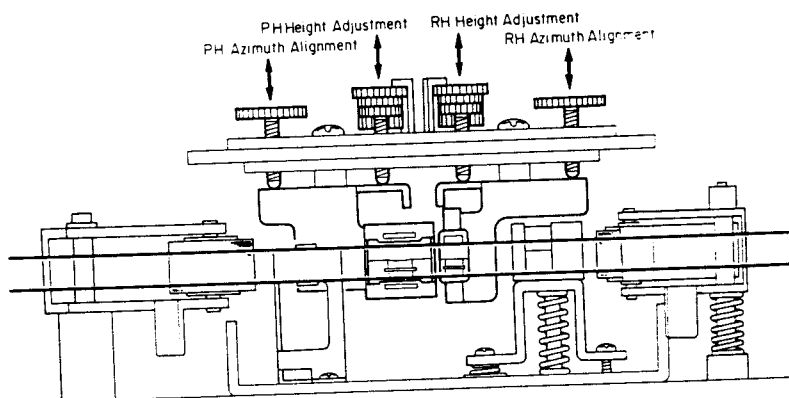 PH Height Adjustment
RH Height Adjustment
PH Azimuth Alignment
RH Azimuth Alignment